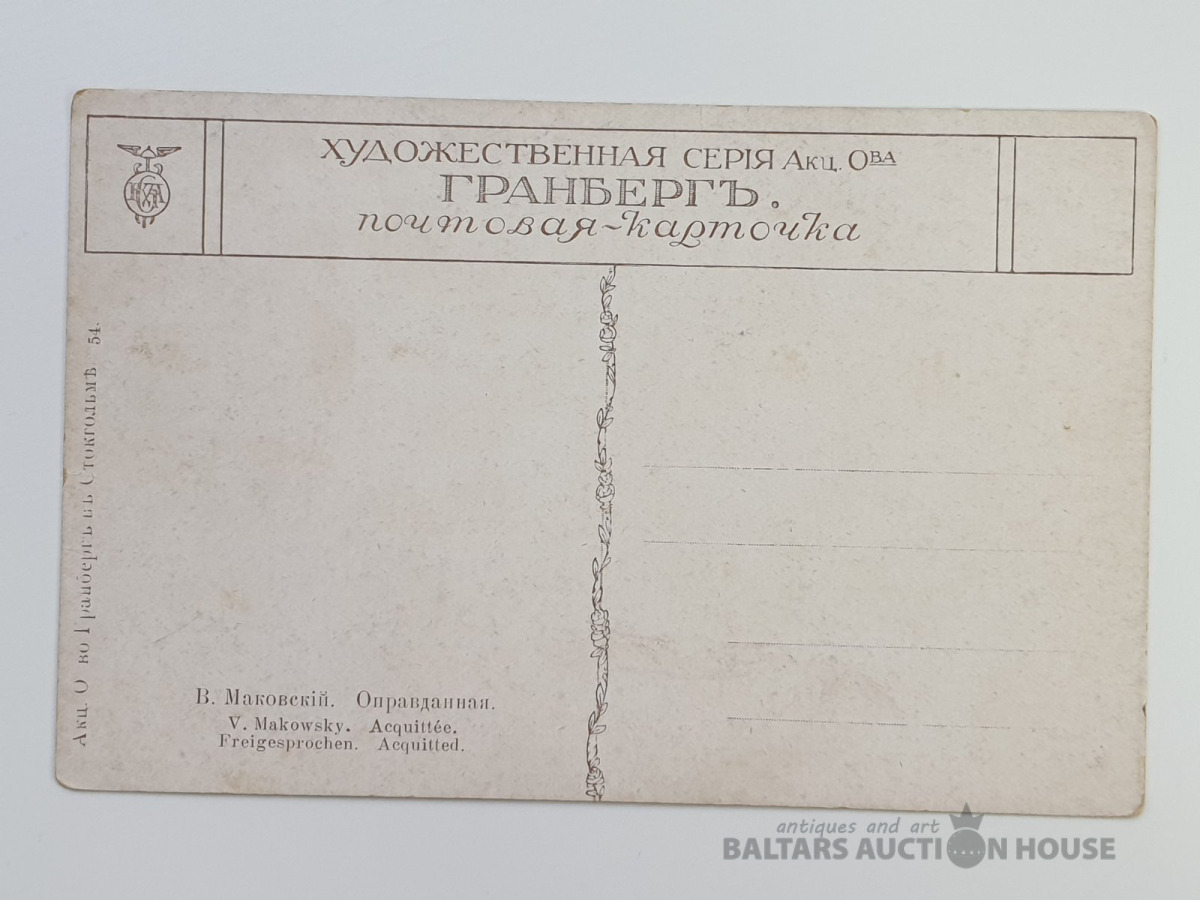 ХУДОЖЕСТВЕННАЯ СЕРІЯ Акц. Ова
ГРАНБЕРГЪ.
почтовая-карточка
Акц. О во Гранбергъ въ Стокгольмѣ 54.
В. Маковскій. Оправданная.
V. Makowsky. Acquittée.
Freigesprochen. Acquitted.
antiques and art
BALTARS AUCTION HOUSE